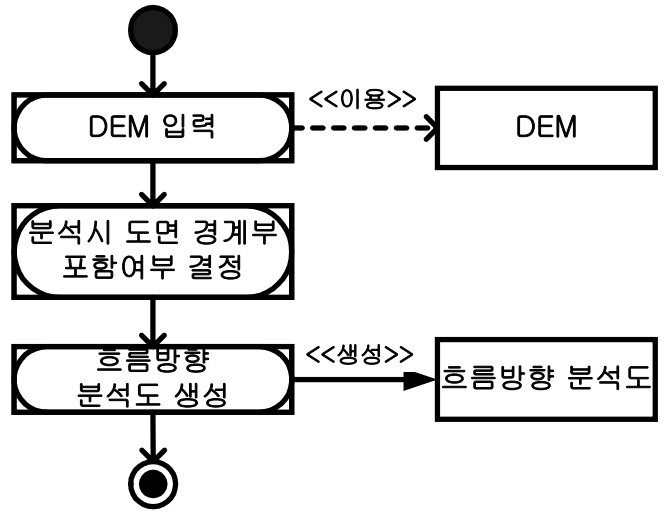 <<이용>>
DEM 입력
DEM
분석시 도면 경계부
포함여부 결정
<<생성>>
흐름방향
분석도 생성
흐름방향 분석도